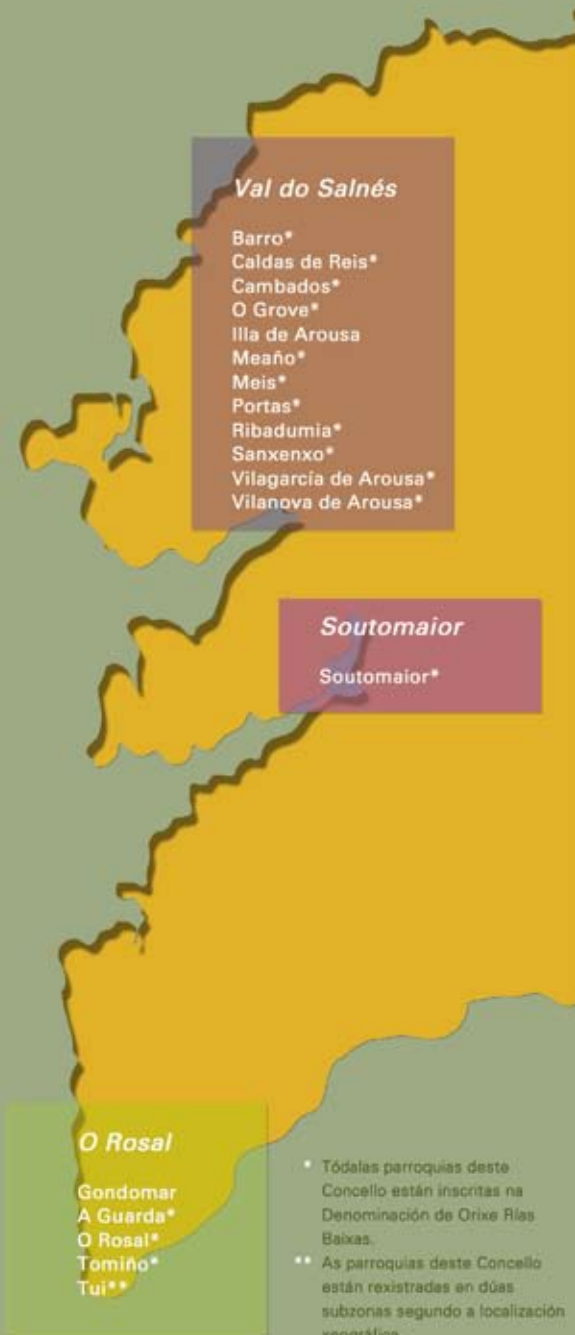 Val do Salnés
Barro*
Caldas de Reis*
Cambados*
O Grove*
Illa de Arousa
Meaño*
Meis*
Portas*
Ribadumia*
Sanxenxo*
Vilagarcía de Arousa*
Vilanova de Arousa*
Soutomaior
Soutomaior*
O Rosal
Gondomar
A Guarda*
O Rosal*
Tomiño*
Tui**
* Tódalas parroquias deste
Concello están inscritas na
Denominación de Orixe Rías
Baixas.
** As parroquias deste Concello
están rexistradas en dúas
subzonas segundo a localización